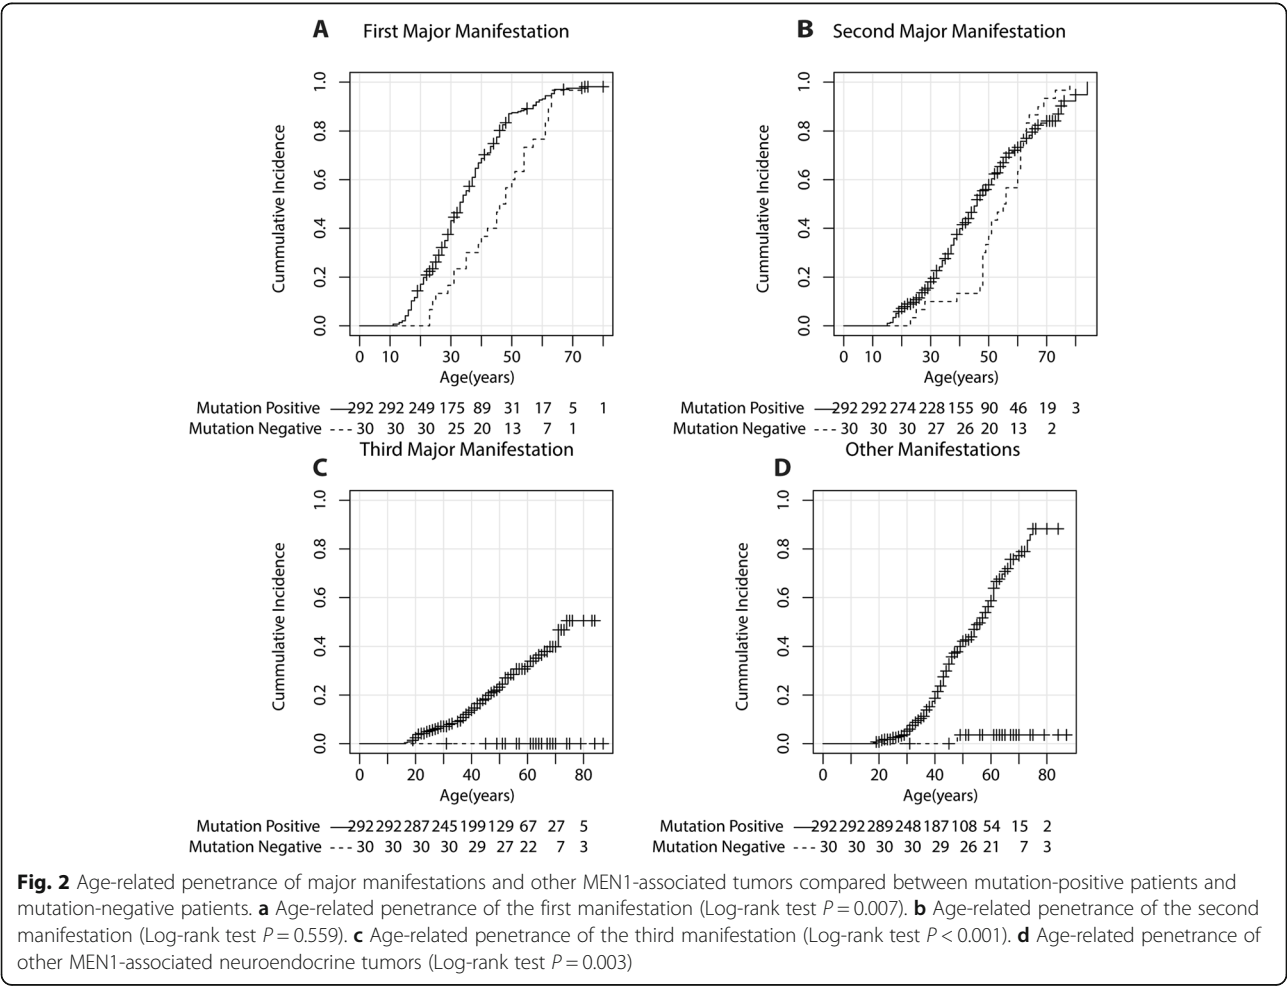 A First Major Manifestation
B Second Major Manifestation
Cummulative Incidence
0.0 0.2 0.4 0.6 0.8 1.0
0 10 30 50 70
Age(years)
Mutation Positive 292 292 249 175 89 31 17 5 1
Mutation Negative 30 30 30 25 20 13 7 1
Cummulative Incidence
0.0 0.2 0.4 0.6 0.8 1.0
0 10 30 50 70
Age(years)
Mutation Positive 292 292 274 228 155 90 46 19 3
Mutation Negative 30 30 30 27 26 20 13 2
C Third Major Manifestation
D Other Manifestations
Cummulative Incidence
0.0 0.2 0.4 0.6 0.8 1.0
0 20 40 60 80
Age(years)
Mutation Positive 292 292 287 245 199 129 67 27 5
Mutation Negative 30 30 30 30 29 27 22 7 3
Cummulative Incidence
0.0 0.2 0.4 0.6 0.8 1.0
0 20 40 60 80
Age(years)
Mutation Positive 292 292 289 248 187 108 54 15 2
Mutation Negative 30 30 30 30 29 26 21 7 3
Fig. 2 Age-related penetrance of major manifestations and other MEN1-associated tumors compared between mutation-positive patients and
mutation-negative patients. a Age-related penetrance of the first manifestation (Log-rank test P = 0.007). b Age-related penetrance of the second
manifestation (Log-rank test P = 0.559). c Age-related penetrance of the third manifestation (Log-rank test P < 0.001). d Age-related penetrance of
other MEN1-associated neuroendocrine tumors (Log-rank test P = 0.003)